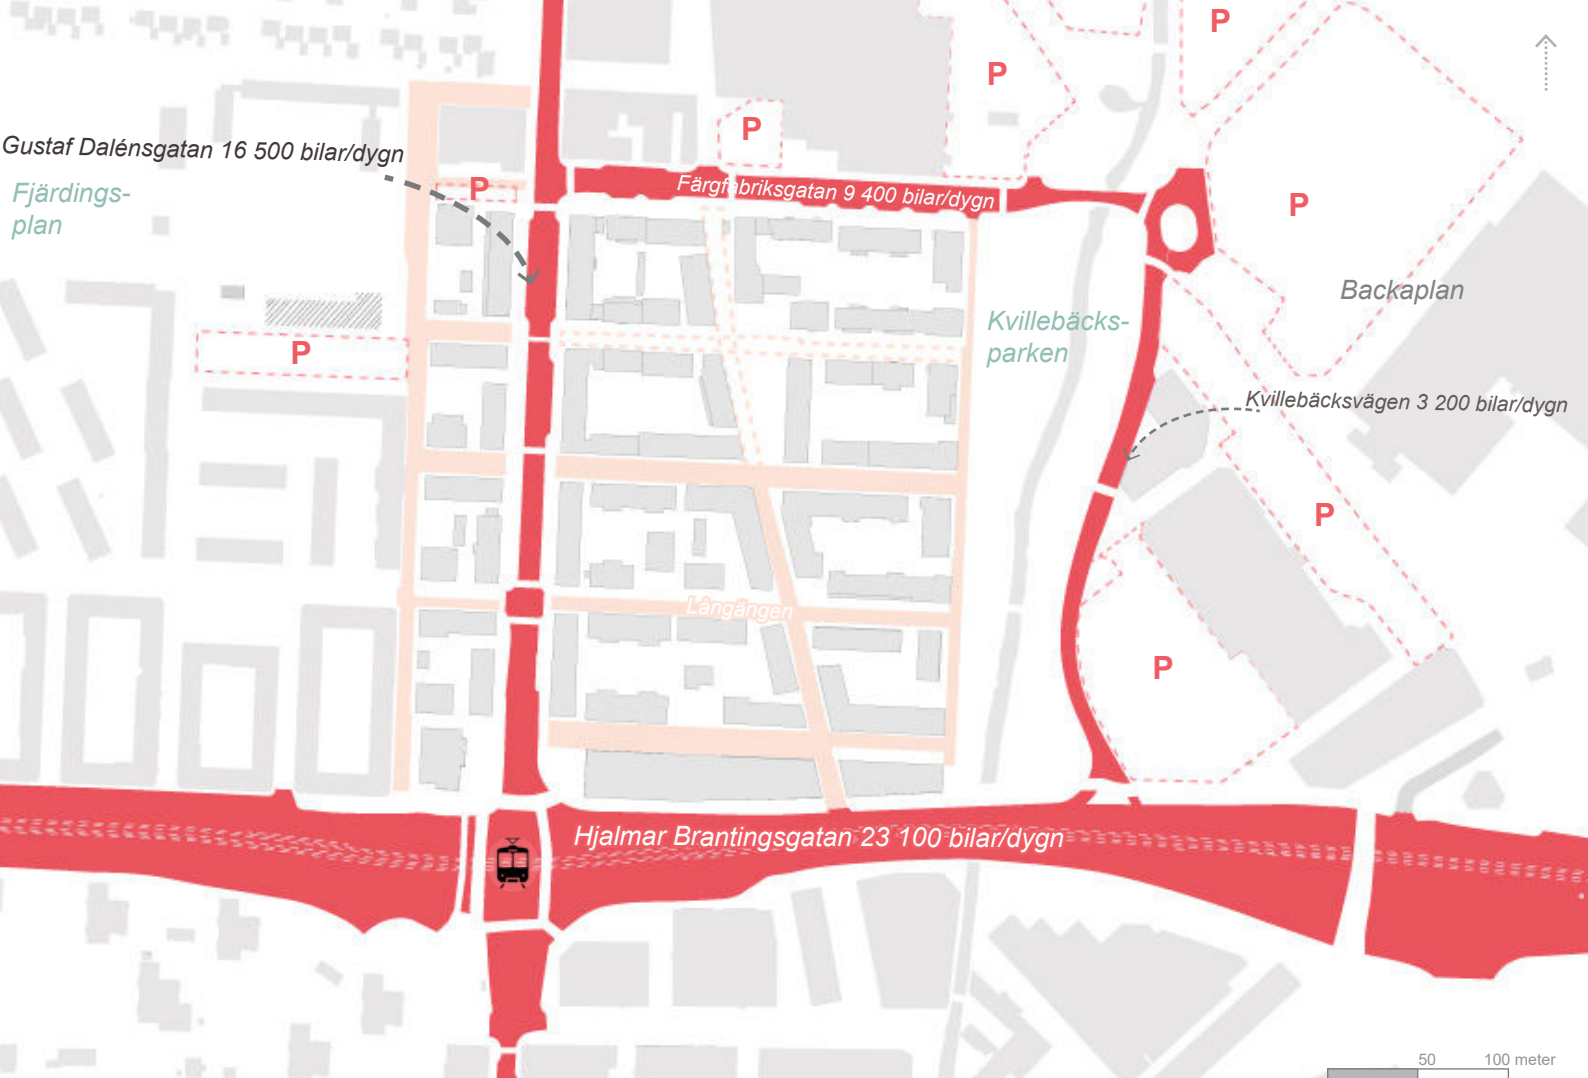 P
P
P
Gustaf Dalénsgatan 16 500 bilar/dygn
P
Färgfabriksgatan 9 400 bilar/dygn
P
Fjärdings-
plan
Backaplan
Kvillebäcks-
parken
P
Kvillebäcksvägen 3 200 bilar/dygn
P
Långängen
P
Hjalmar Brantingsgatan 23 100 bilar/dygn
50 100 meter